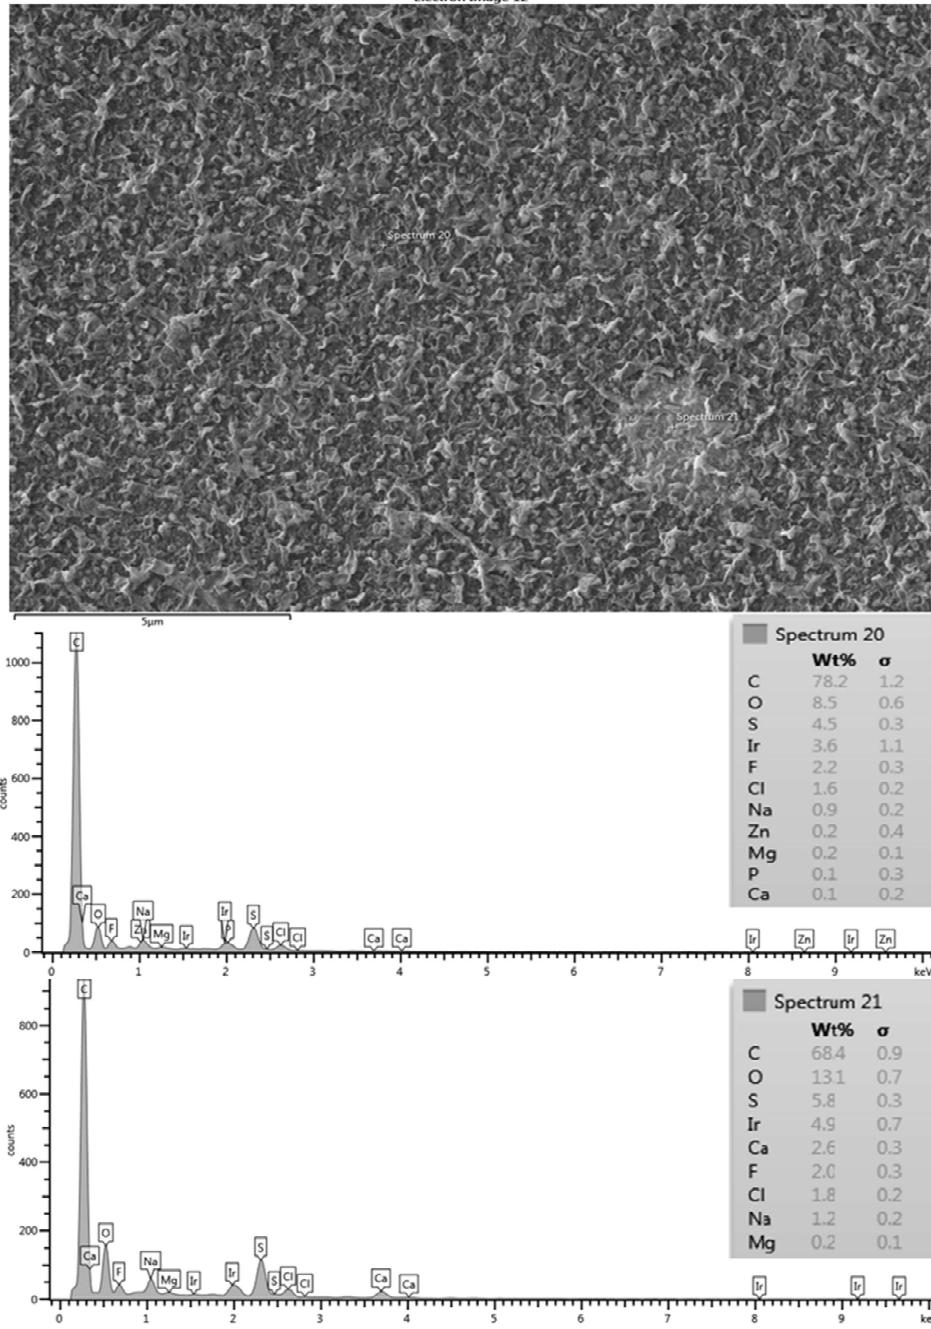 Electron Image 12
Spectrum 20
Spectrum 21
5μm
Spectrum 20
Wt% σ
C 78.2 1.2
O 8.5 0.6
S 4.5 0.3
Ir 3.6 1.1
F 2.2 0.3
Cl 1.6 0.2
Na 0.9 0.2
Zn 0.2 0.4
Mg 0.2 0.1
P 0.1 0.3
Ca 0.1 0.2
1000
800
600
400
200
0
counts
C
Ca O F Zn Na Mg Ir Ir P S S Cl Cl Ca Ca Ir Zn Ir Zn
0 1 2 3 4 5 6 7 8 9 keV
Spectrum 21
Wt% σ
C 68.4 0.9
O 13.1 0.7
S 5.8 0.3
Ir 4.9 0.7
Ca 2.6 0.3
F 2.0 0.3
Cl 1.8 0.2
Na 1.2 0.2
Mg 0.2 0.1
800
600
400
200
0
counts
C
Ca O F Na Mg Ir Ir S S Cl Cl Ca Ca Ir Ir Ir
0 1 2 3 4 5 6 7 8 9